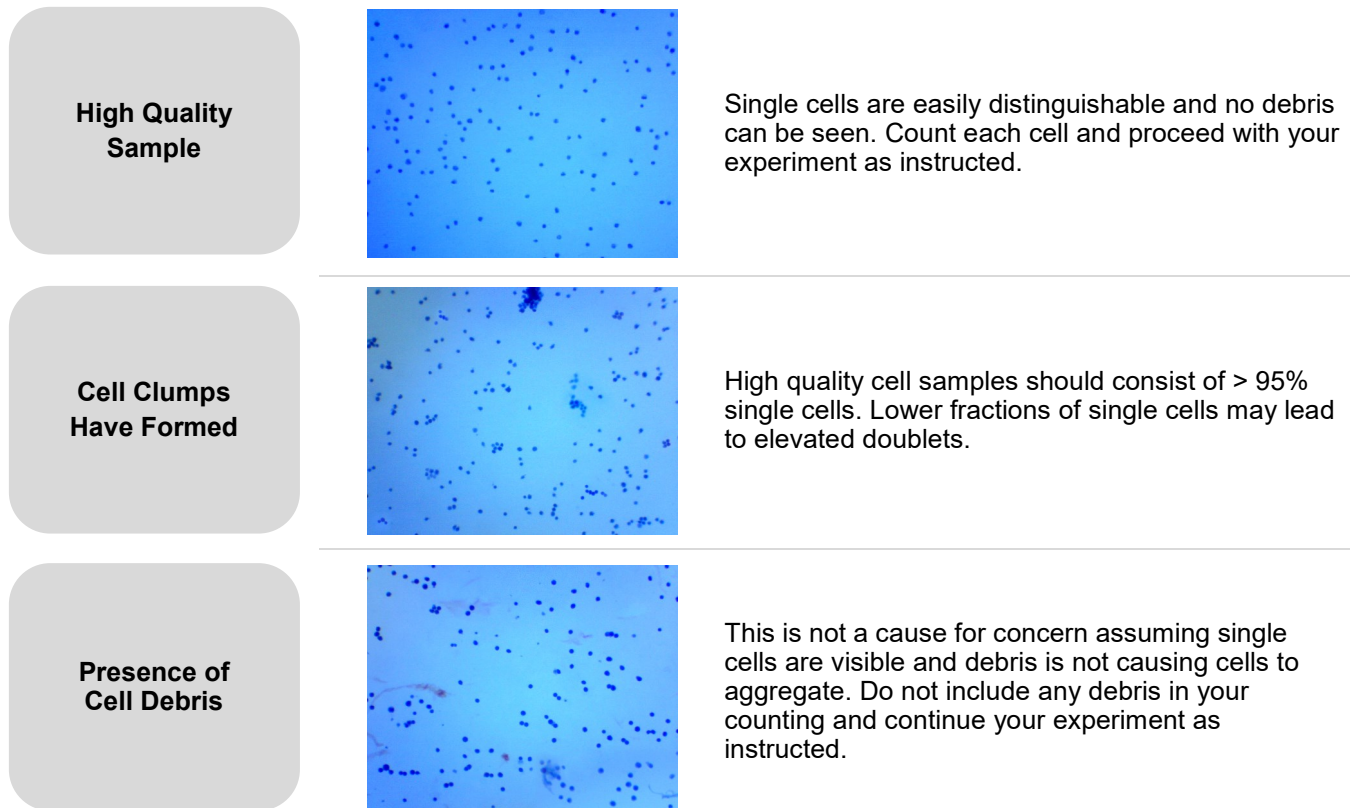 High Quality
Sample
Single cells are easily distinguishable and no debris
can be seen. Count each cell and proceed with your
experiment as instructed.
Cell Clumps
Have Formed
High quality cell samples should consist of > 95%
single cells. Lower fractions of single cells may lead
to elevated doublets.
Presence of
Cell Debris
This is not a cause for concern assuming single
cells are visible and debris is not causing cells to
aggregate. Do not include any debris in your
counting and continue your experiment as
instructed.